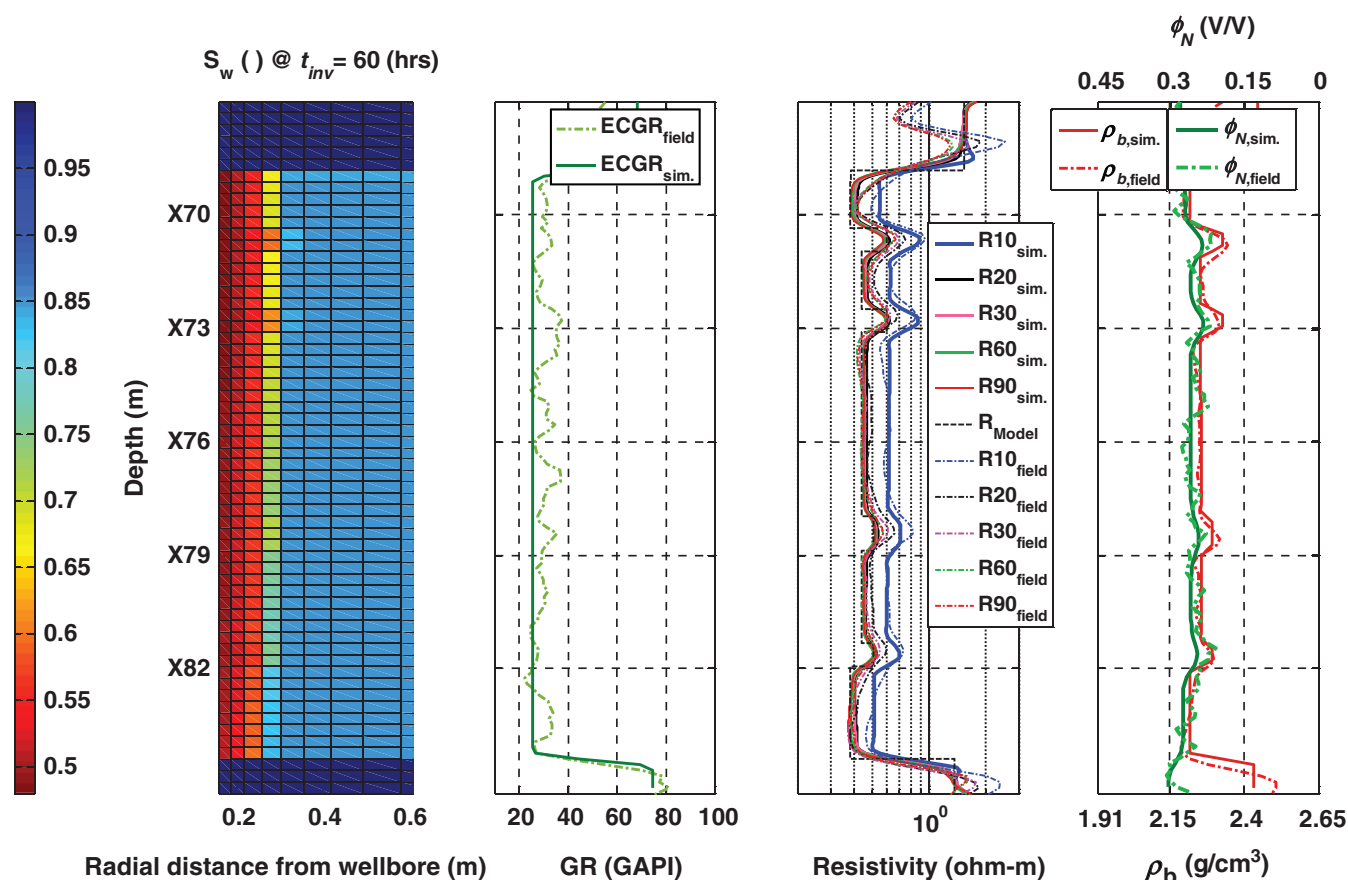 S_w ( ) @ t_inv = 60 (hrs)
0.95
0.9
0.85
0.8
0.75
0.7
0.65
0.6
0.55
0.5
Depth (m)
X70
X73
X76
X79
X82
0.2 0.4 0.6
Radial distance from wellbore (m)
ECGR_field
ECGR_sim.
20 40 60 80 100
GR (GAPI)
R10_sim.
R20_sim.
R30_sim.
R60_sim.
R90_sim.
R_Model
R10_field
R20_field
R30_field
R60_field
R90_field
10^0
Resistivity (ohm-m)
ϕ_N (V/V)
0.45 0.3 0.15 0
ρ_b,sim.
ρ_b,field
ϕ_N,sim.
ϕ_N,field
1.91 2.15 2.4 2.65
ρ_b (g/cm³)